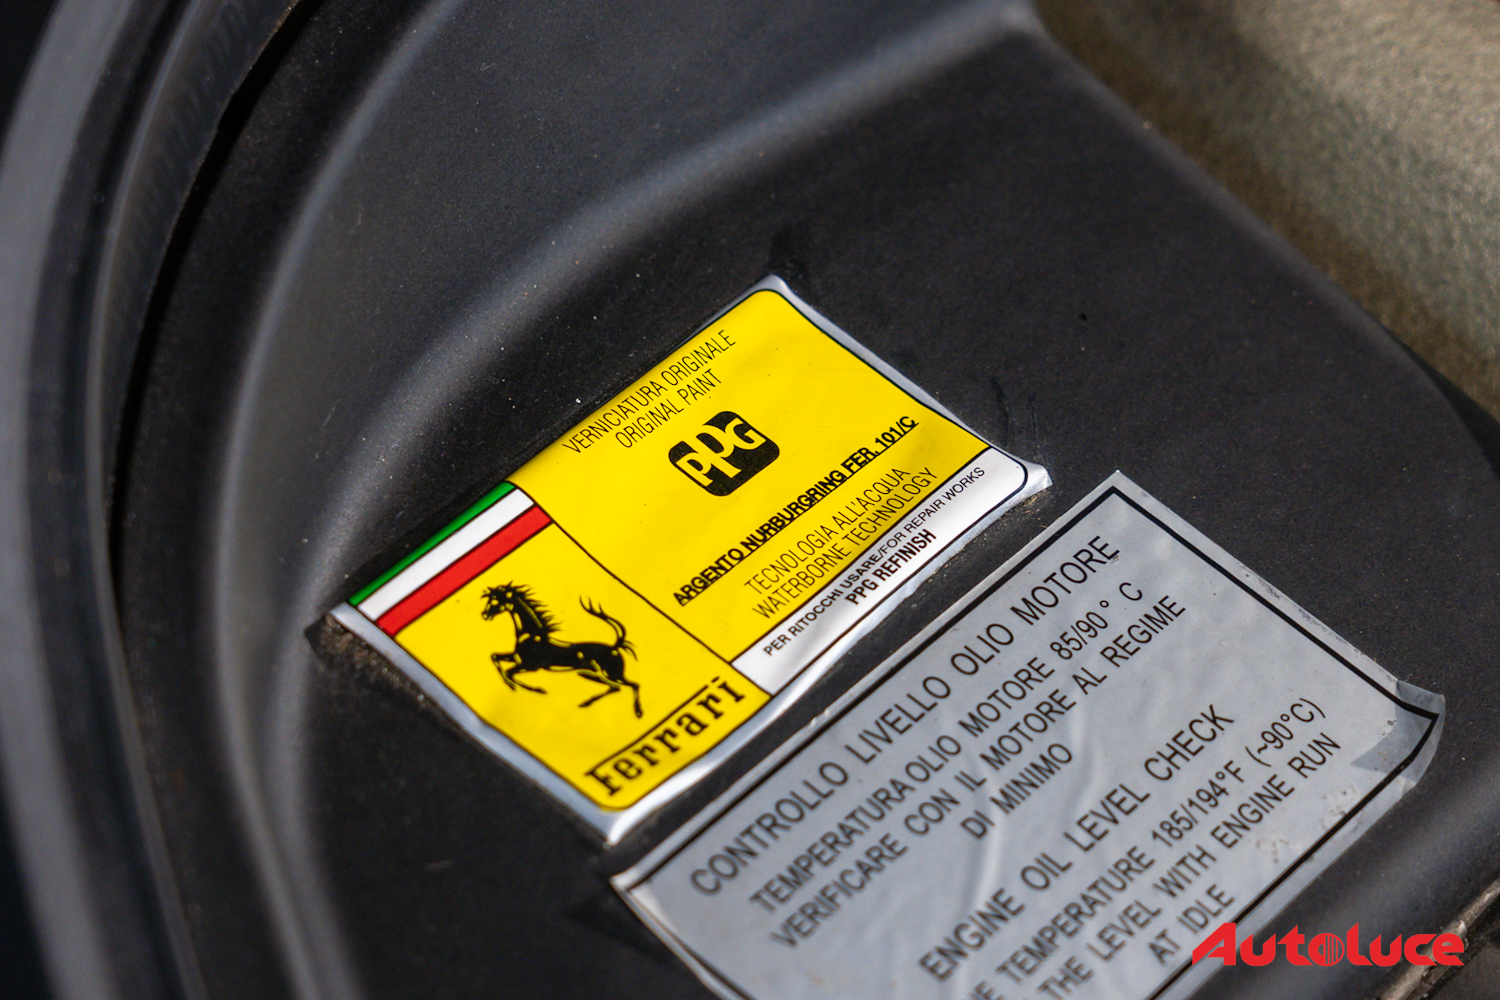 VERNICIATURA ORIGINALE
ORIGINAL PAINT
PPG
ARGENTO NURBURGRING FER. 101/C
TECNOLOGIA ALL'ACQUA
WATERBORNE TECHNOLOGY
PER RITOCCHI USARE/FOR REPAIR WORKS
PPG REFINISH
Ferrari
CONTROLLO LIVELLO OLIO MOTORE
TEMPERATURA OLIO MOTORE 85/90° C
VERIFICARE CON IL MOTORE AL REGIME
DI MINIMO
ENGINE OIL LEVEL CHECK
TEMPERATURE 185/194°F (~90°C)
THE LEVEL WITH ENGINE RUN
AT IDLE
Autoluce